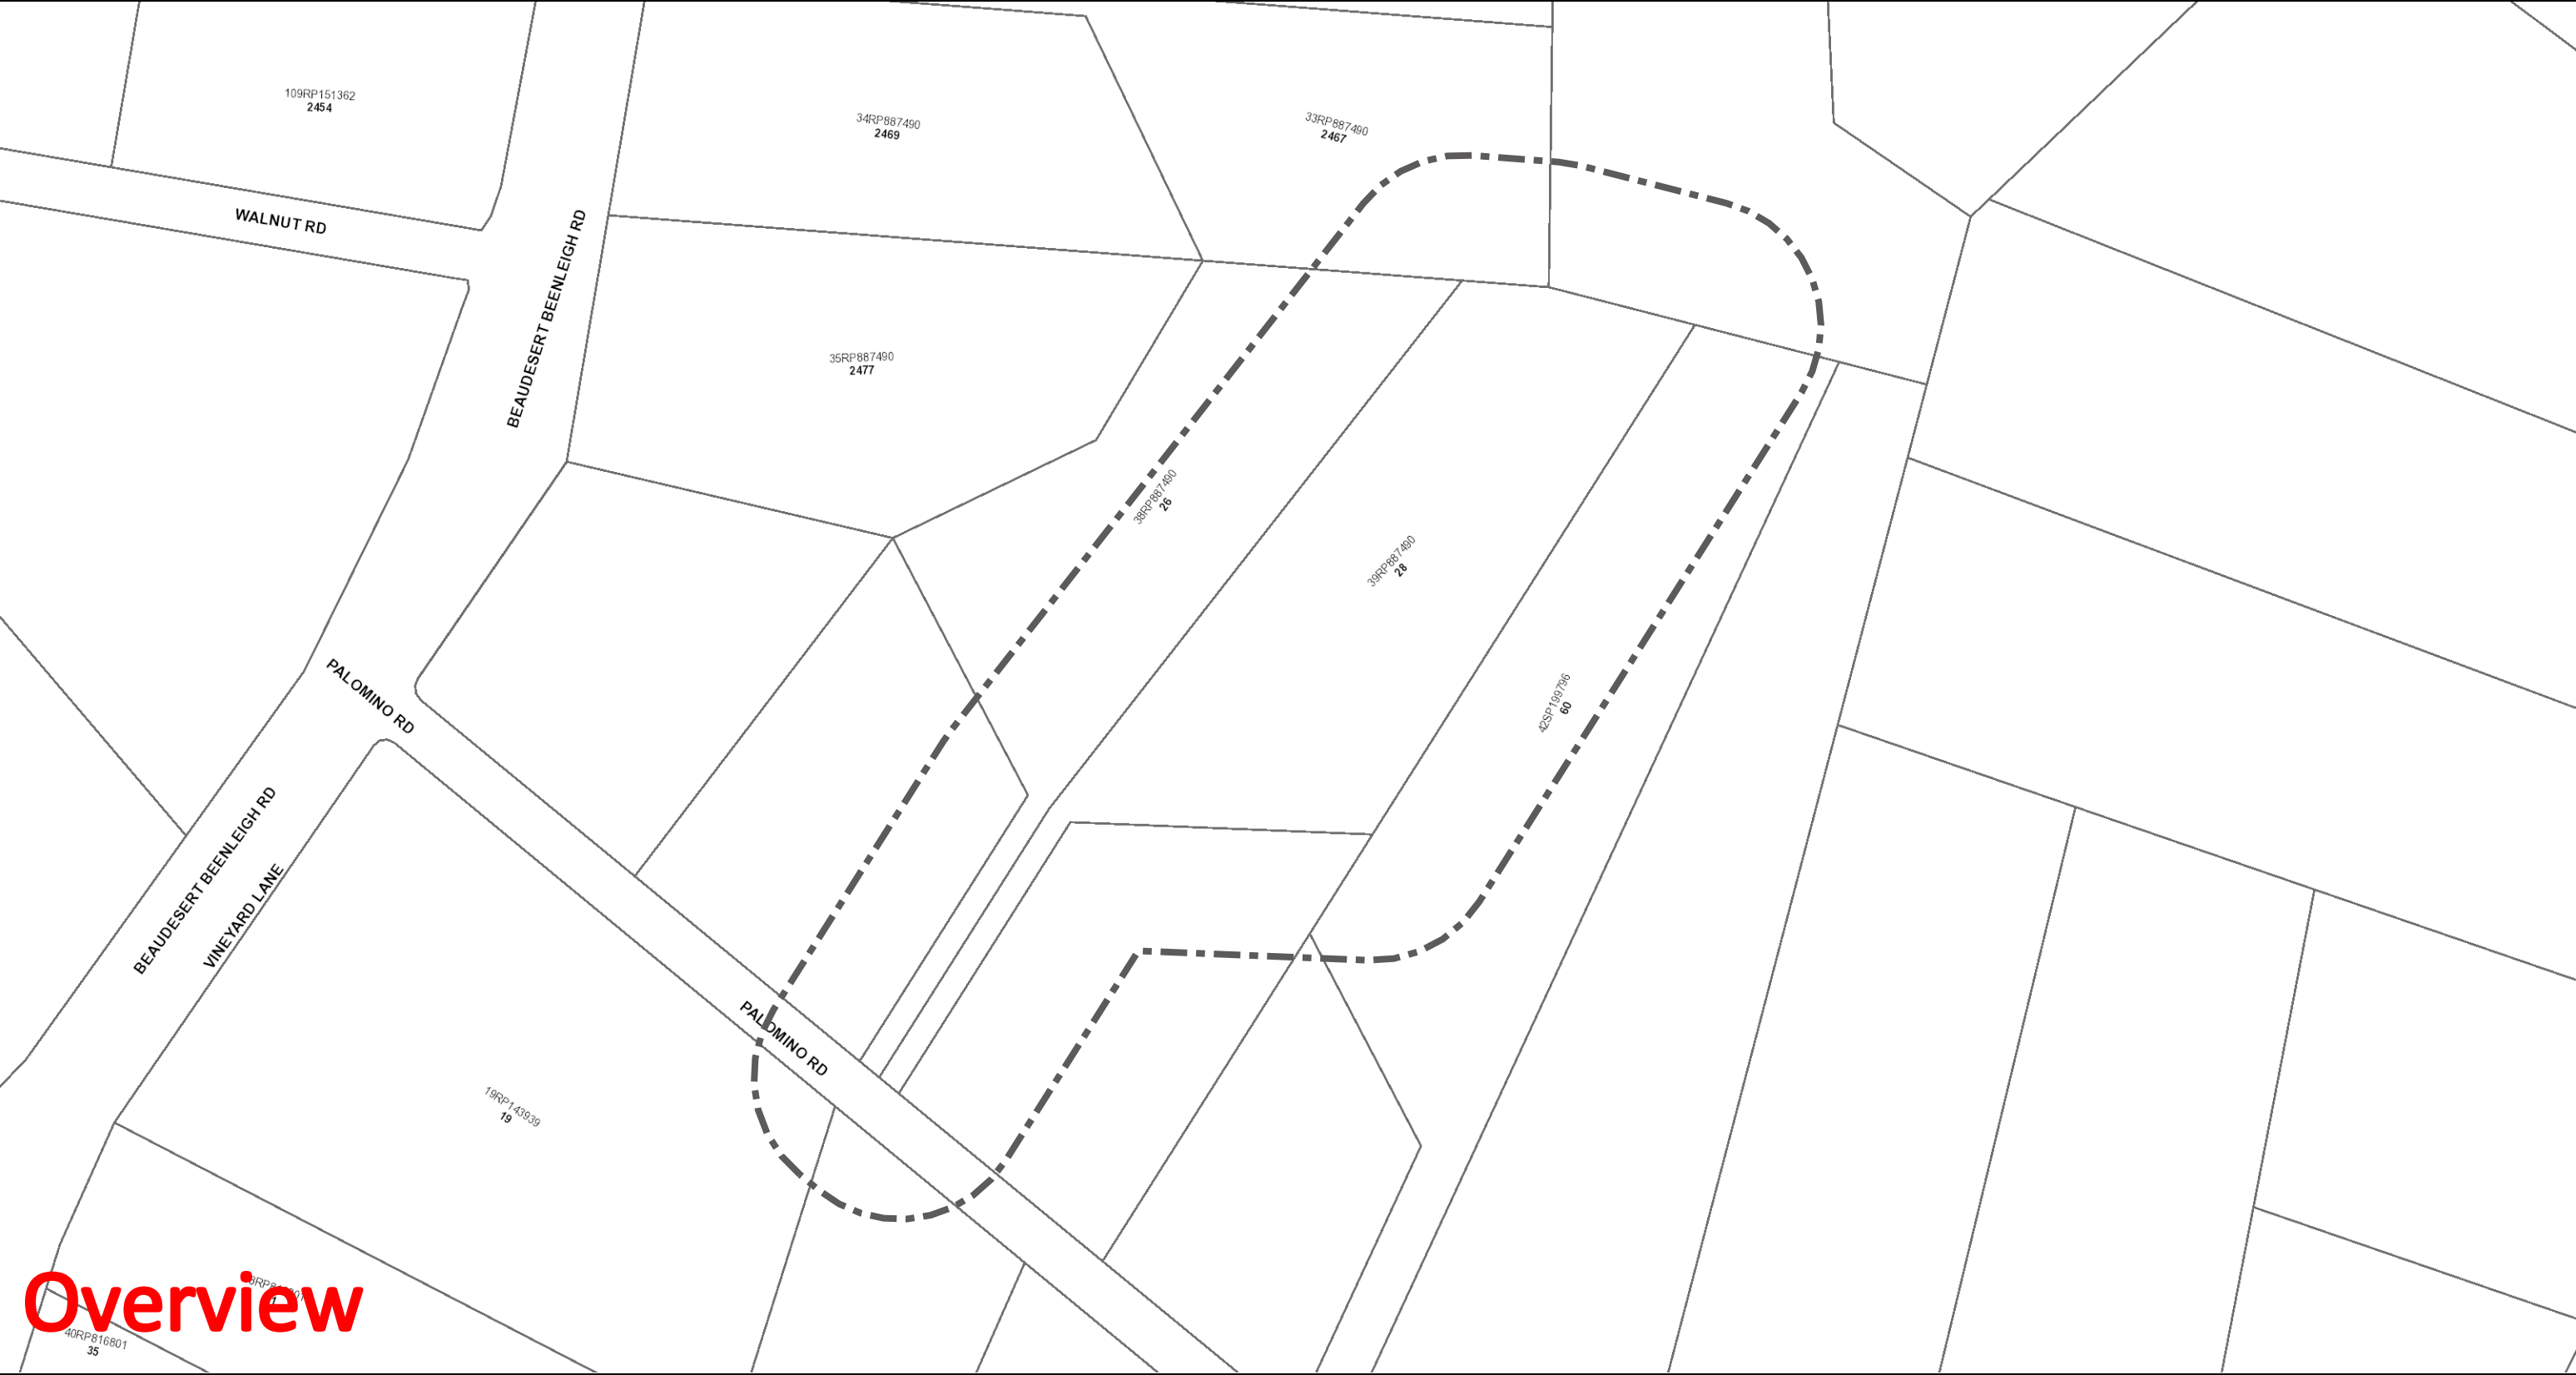 109RP151362
2454
34RP887490
2469
33RP887490
2467
WALNUT RD
BEAUDESERT BEENLEIGH RD
35RP887490
2477
38RP887490
26
39RP887490
28
PALOMINO RD
42SP199796
60
BEAUDESERT BEENLEIGH RD
VINEYARD LANE
PALOMINO RD
19RP143939
19
Overview
40RP816801
35